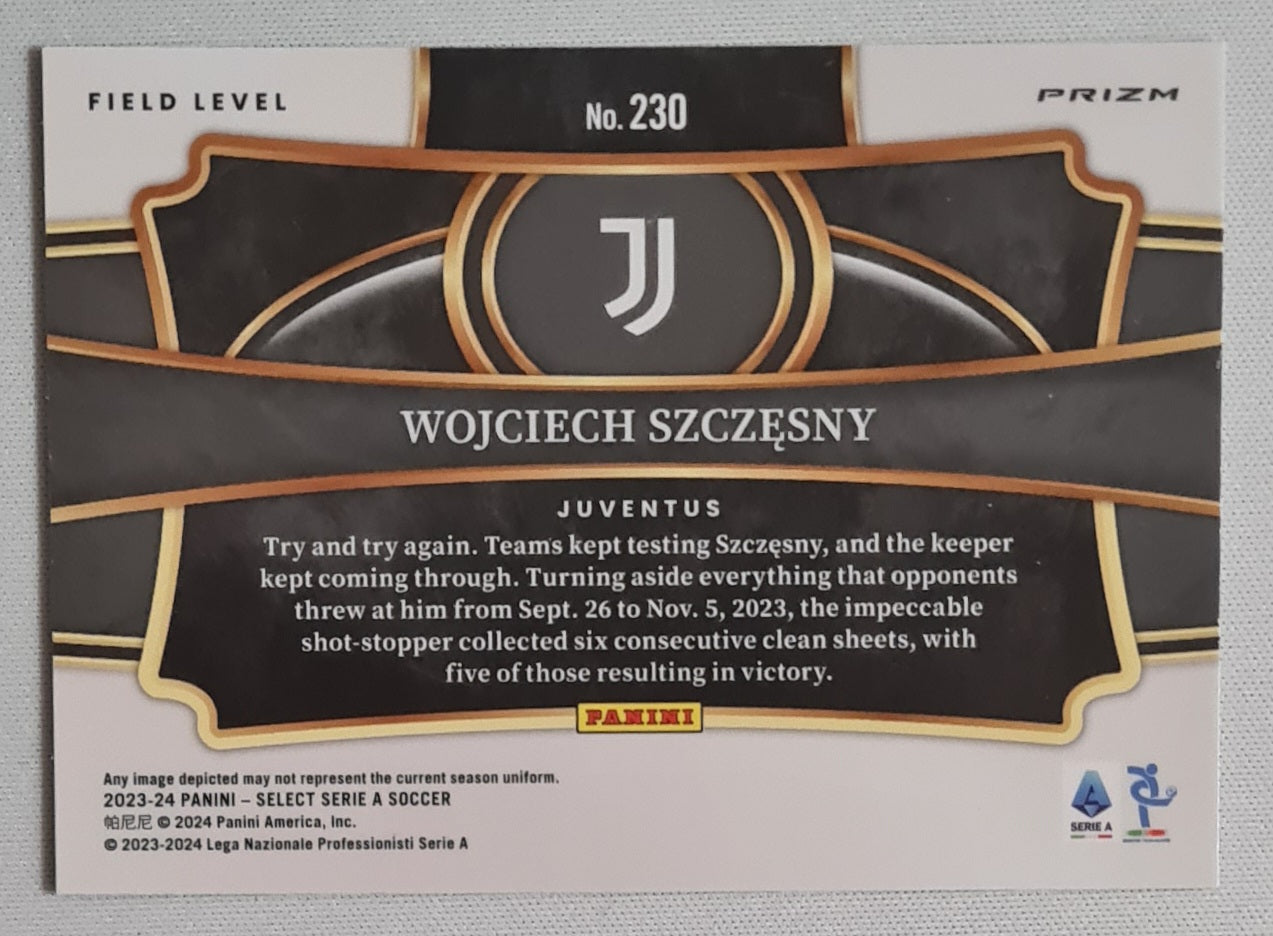 FIELD LEVEL
No. 230
PRIZM
WOJCIECH SZCZĘSNY
JUVENTUS
Try and try again. Teams kept testing Szczęsny, and the keeper
kept coming through. Turning aside everything that opponents
threw at him from Sept. 26 to Nov. 5, 2023, the impeccable
shot-stopper collected six consecutive clean sheets, with
five of those resulting in victory.
PANINI
Any image depicted may not represent the current season uniform.
2023-24 PANINI – SELECT SERIE A SOCCER
帕尼尼 © 2024 Panini America, Inc.
© 2023-2024 Lega Nazionale Professionisti Serie A
SERIE A